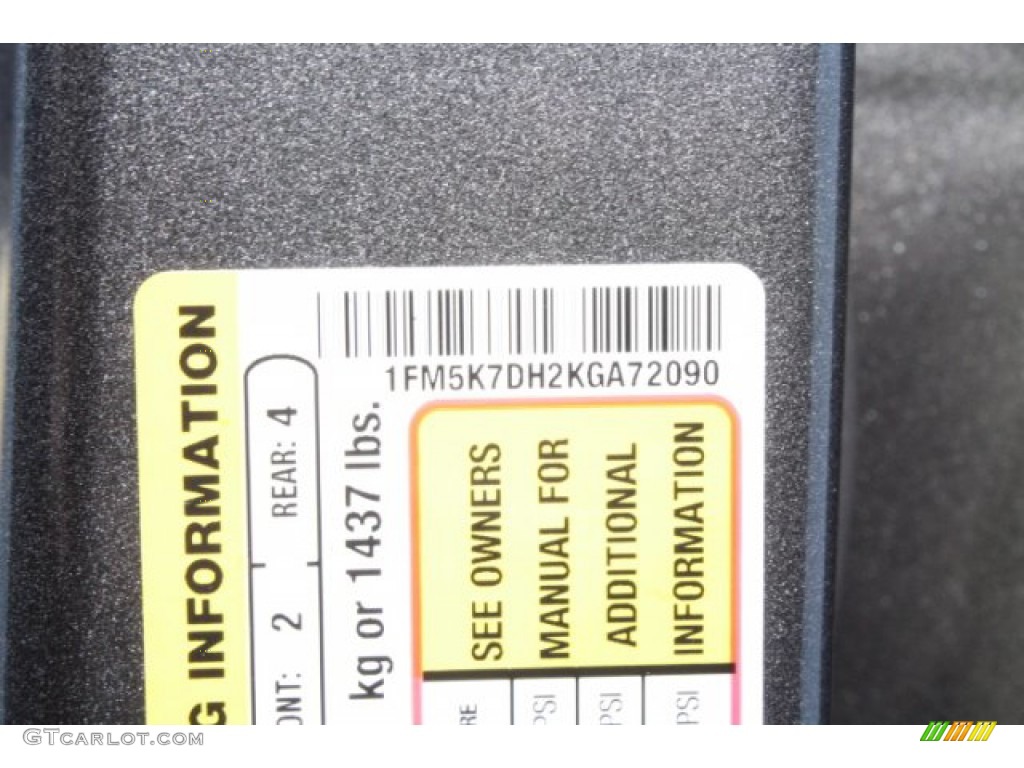 G INFORMATION
ONT: 2 REAR: 4
kg or 1437 lbs.
1FM5K7DH2KGA72090
SEE OWNERS
MANUAL FOR
ADDITIONAL
INFORMATION
RE
PSI
PSI
PSI
GTCARLOT.COM